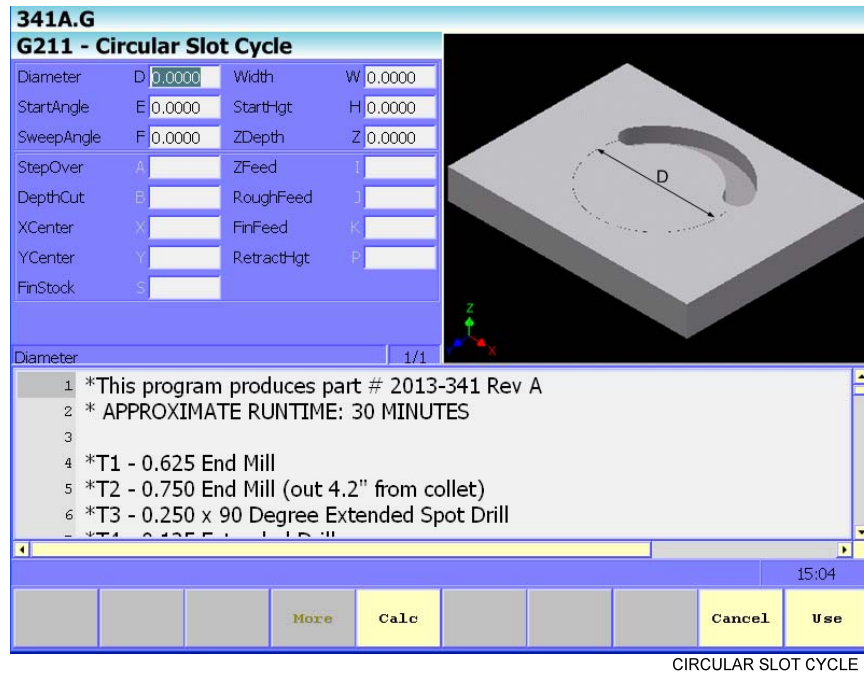 341A.G
G211 - Circular Slot Cycle
Diameter D 0.0000 Width W 0.0000
StartAngle E 0.0000 StartHgt H 0.0000
SweepAngle F 0.0000 ZDepth Z 0.0000
StepOver A ZFeed I
DepthCut B RoughFeed J
XCenter X FinFeed K
YCenter Y RetractHgt P
FinStock S
Diameter 1/1
D
Z
X
1 *This program produces part # 2013-341 Rev A
2 * APPROXIMATE RUNTIME: 30 MINUTES
3
4 *T1 - 0.625 End Mill
5 *T2 - 0.750 End Mill (out 4.2" from collet)
6 *T3 - 0.250 x 90 Degree Extended Spot Drill
15:04
More Calc Cancel Use
CIRCULAR SLOT CYCLE